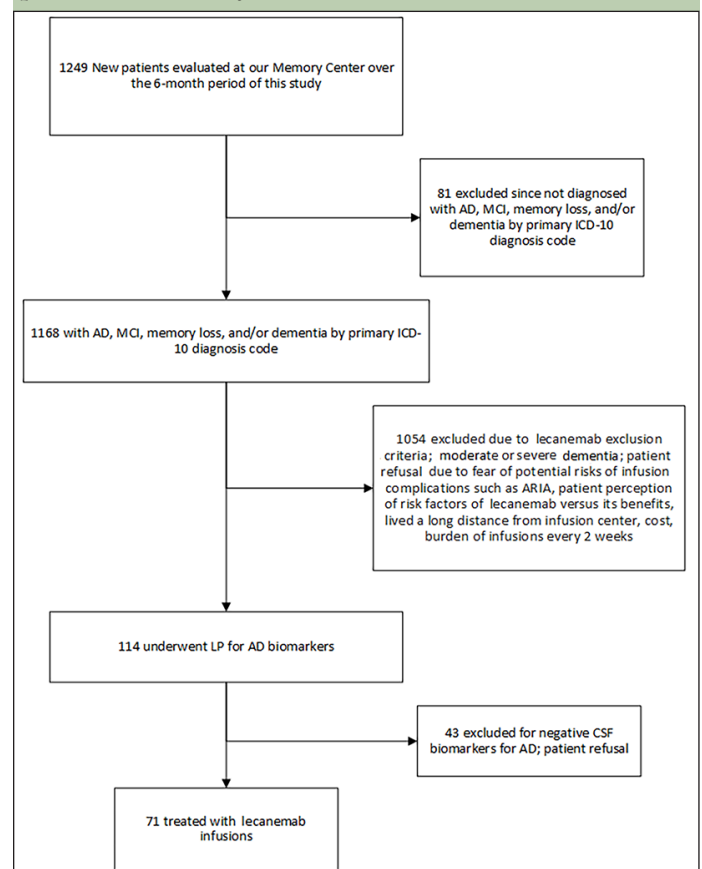 1249 New patients evaluated at our Memory Center over
the 6-month period of this study
81 excluded since not diagnosed
with AD, MCI, memory loss, and/or
dementia by primary ICD-10
diagnosis code
1168 with AD, MCI, memory loss, and/or dementia by primary ICD-
10 diagnosis code
1054 excluded due to lecanemab exclusion
criteria; moderate or severe dementia; patient
refusal due to fear of potential risks of infusion
complications such as ARIA, patient perception
of risk factors of lecanemab versus its benefits,
lived a long distance from infusion center, cost,
burden of infusions every 2 weeks
114 underwent LP for AD biomarkers
43 excluded for negative CSF
biomarkers for AD; patient refusal
71 treated with lecanemab
infusions